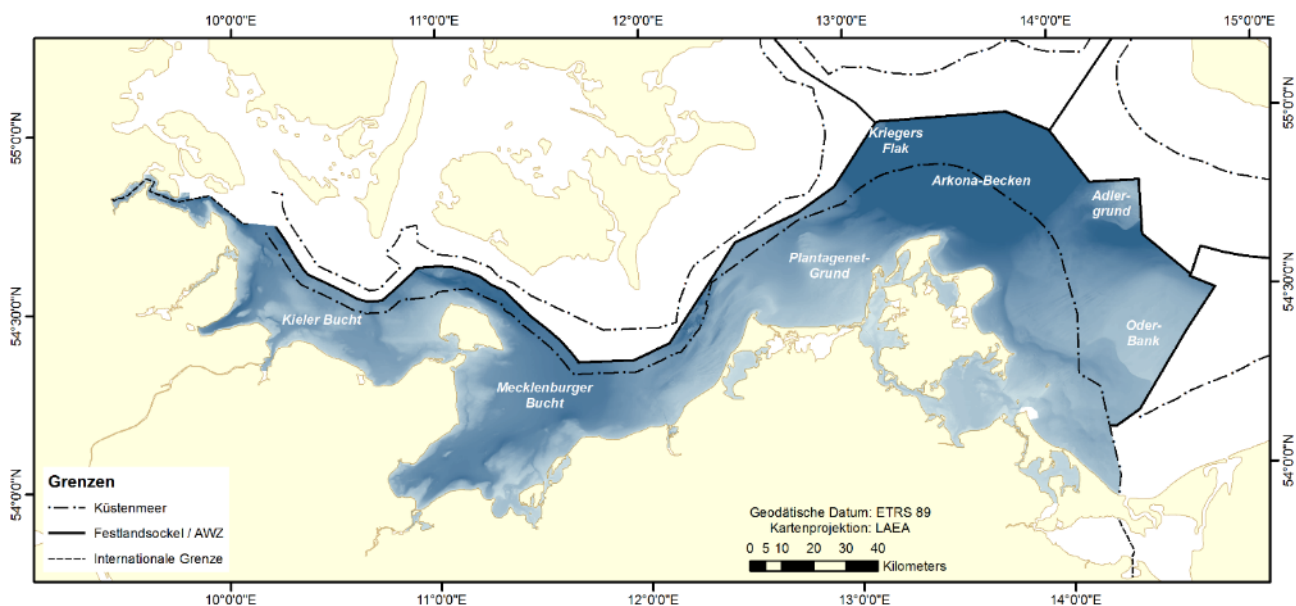 10°0'0"E 11°0'0"E 12°0'0"E 13°0'0"E 14°0'0"E 15°0'0"E
55°0'0"N
55°0'0"N
Kriegers
Flak
Arkona-Becken
Adler-
grund
Plantagenet-
Grund
54°30'0"N
54°30'0"N
Kieler Bucht
Oder-
Bank
Mecklenburger
Bucht
54°0'0"N
54°0'0"N
Grenzen
Küstenmeer
Festlandsockel / AWZ
Internationale Grenze
Geodätische Datum: ETRS 89
Kartenprojektion: LAEA
0 5 10 20 30 40
Kilometers
10°0'0"E 11°0'0"E 12°0'0"E 13°0'0"E 14°0'0"E